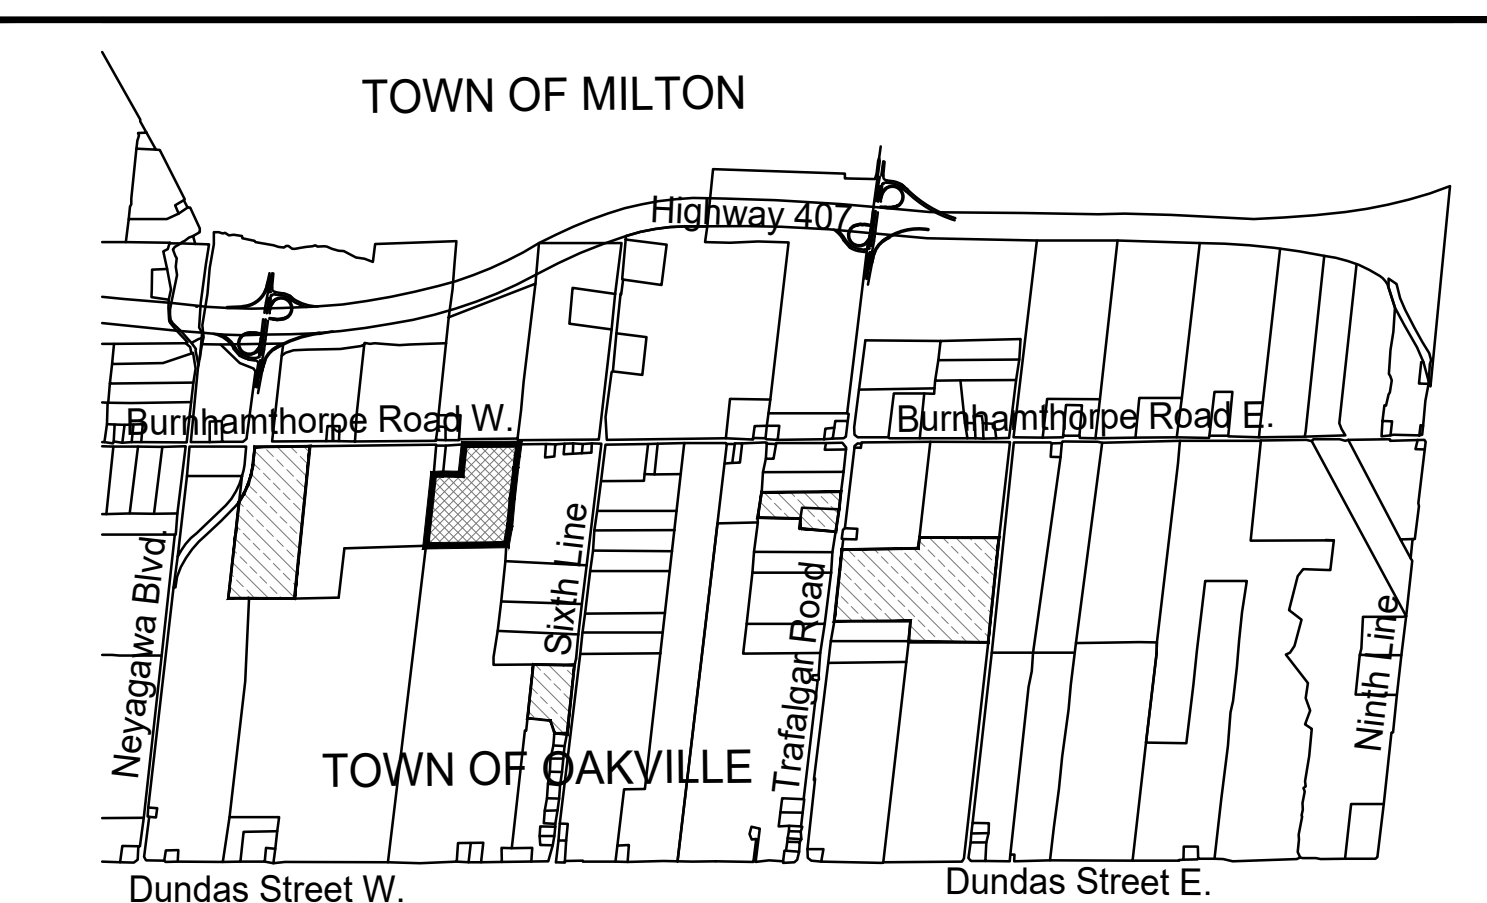 TOWN OF MILTON
Highway 407
Burnhamthorpe Road W.
Burnhamthorpe Road E.
Neyagawa Blvd.
Sixth Line
Trafalgar Road
Ninth Line
TOWN OF OAKVILLE
Dundas Street W.
Dundas Street E.